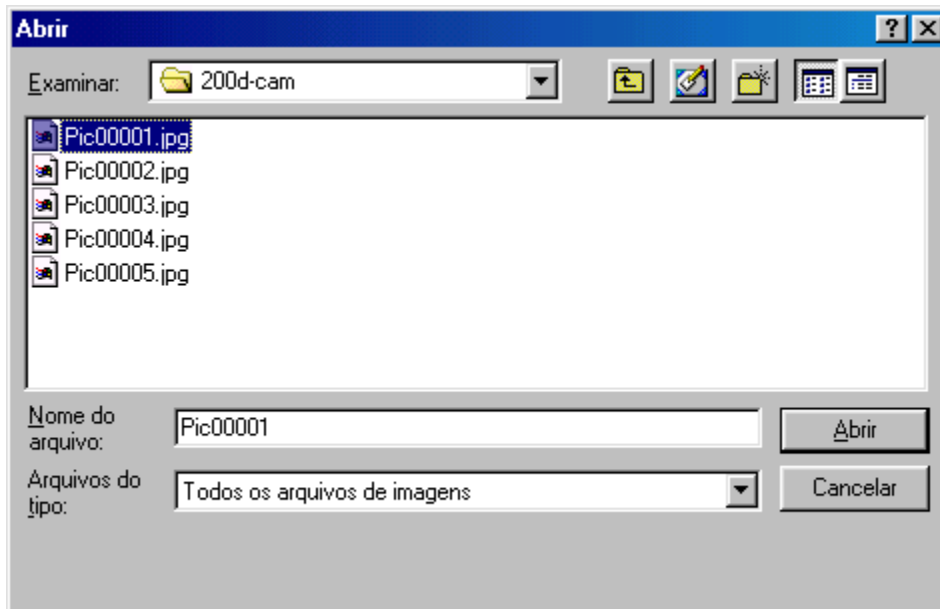 Abrir
Examinar: 200d-cam
Pic00001.jpg
Pic00002.jpg
Pic00003.jpg
Pic00004.jpg
Pic00005.jpg
Nome do
arquivo: Pic00001 Abrir
Arquivos do
tipo: Todos os arquivos de imagens Cancelar